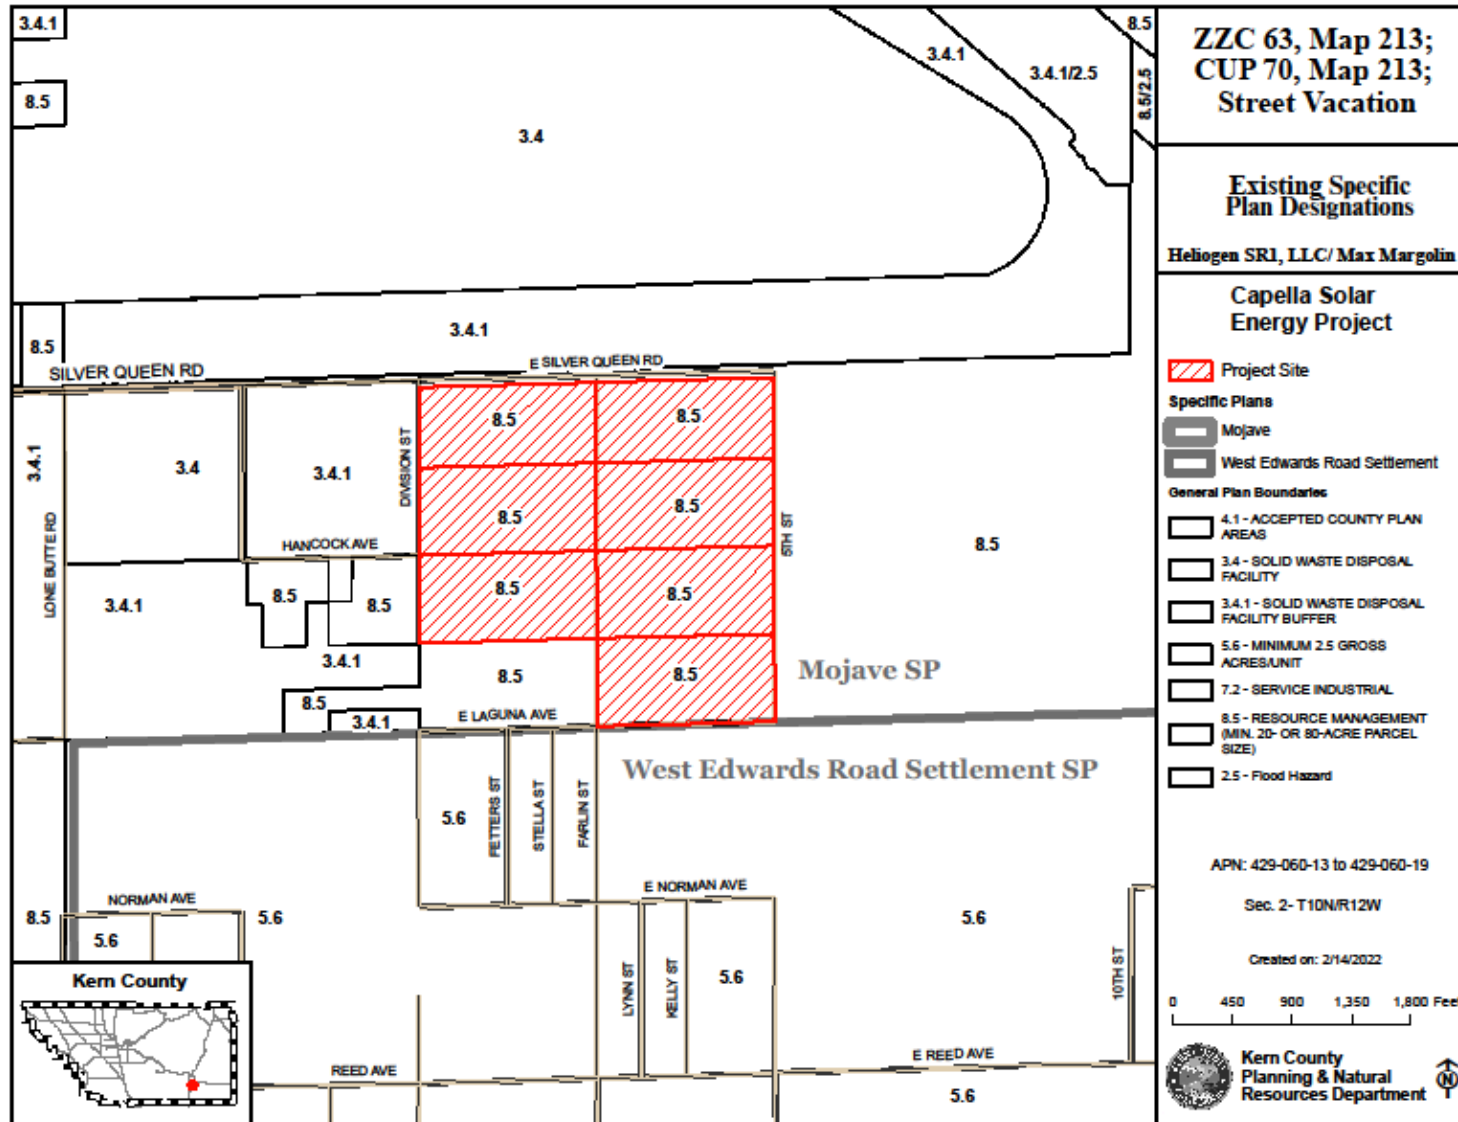 3.4.1
8.5
3.4
3.4.1
3.4.1/2.5
8.5
8.5/2.5
8.5
3.4.1
SILVER QUEEN RD
E SILVER QUEEN RD
3.4.1
LONE BUTTE RD
3.4
3.4.1
DIVISION ST
8.5
8.5
8.5
8.5
5TH ST
8.5
HANCOCK AVE
3.4.1
8.5
8.5
8.5
8.5
3.4.1
8.5
8.5
Mojave SP
8.5
3.4.1
E LAGUNA AVE
West Edwards Road Settlement SP
5.6
FETTERS ST
STELLA ST
FARLIN ST
NORMAN AVE
E NORMAN AVE
8.5
5.6
5.6
5.6
LYNN ST
KELLY ST
5.6
10TH ST
REED AVE
E REED AVE
5.6
Kern County
ZZC 63, Map 213;
CUP 70, Map 213;
Street Vacation
Existing Specific
Plan Designations
Heliogen SR1, LLC/ Max Margolin
Capella Solar
Energy Project
Project Site
Specific Plans
Mojave
West Edwards Road Settlement
General Plan Boundaries
4.1 - ACCEPTED COUNTY PLAN
AREAS
3.4 - SOLID WASTE DISPOSAL
FACILITY
3.4.1 - SOLID WASTE DISPOSAL
FACILITY BUFFER
5.6 - MINIMUM 2.5 GROSS
ACRES/UNIT
7.2 - SERVICE INDUSTRIAL
8.5 - RESOURCE MANAGEMENT
(MIN. 20- OR 80-ACRE PARCEL
SIZE)
2.5 - Flood Hazard
APN: 429-060-13 to 429-060-19
Sec. 2- T10N/R12W
Created on: 2/14/2022
0 450 900 1,350 1,800 Feet
Kern County
Planning & Natural
Resources Department
N